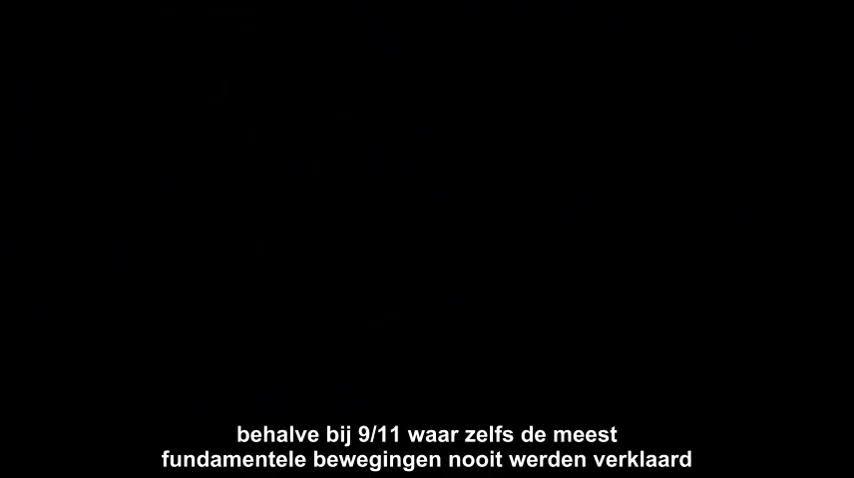 behalve bij 9/11 waar zelfs de meest
fundamentele bewegingen nooit werden verklaard